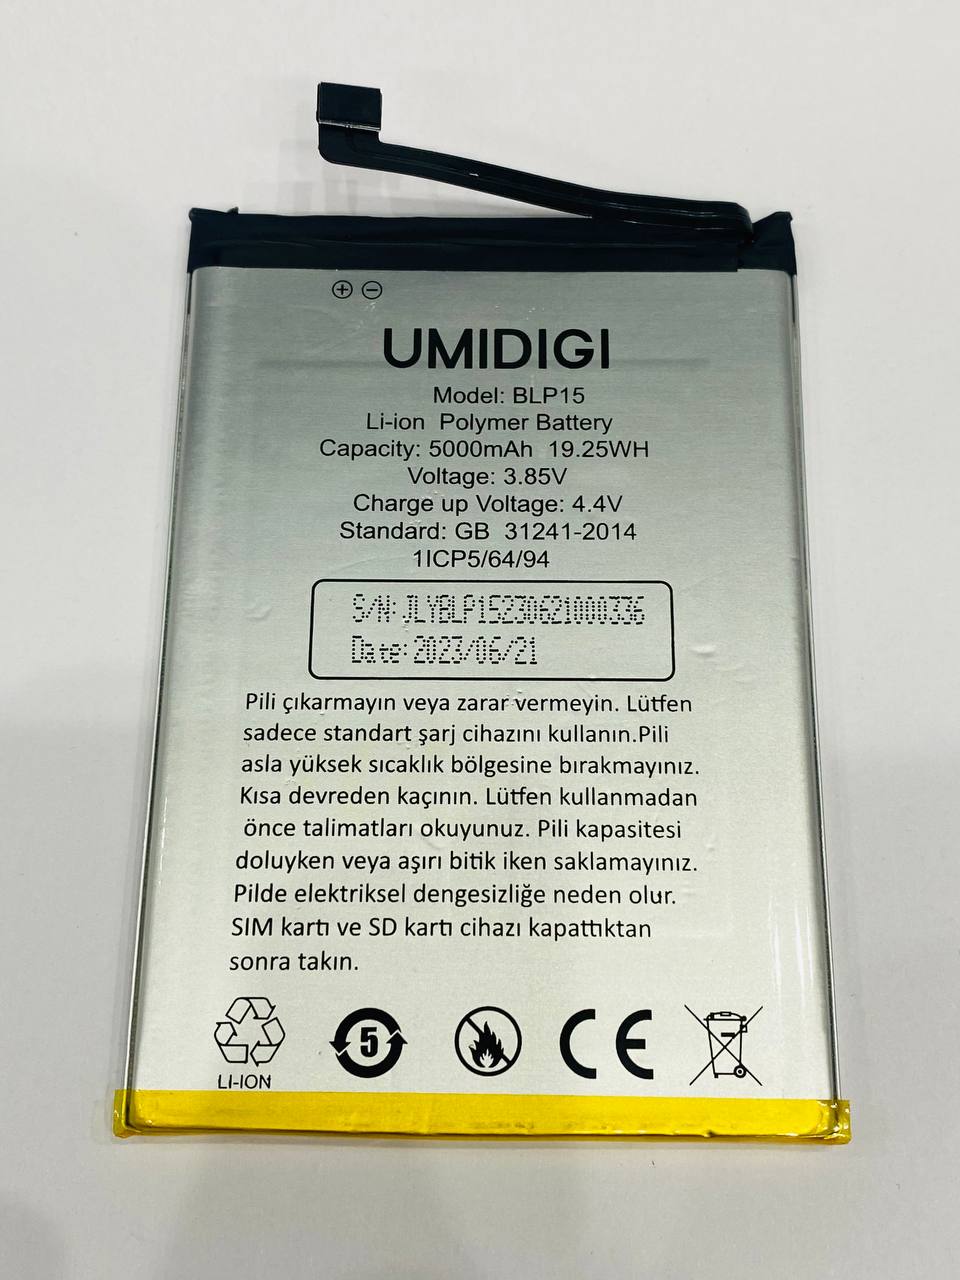 UMIDIGI
Model: BLP15
Li-ion Polymer Battery
Capacity: 5000mAh 19.25WH
Voltage: 3.85V
Charge up Voltage: 4.4V
Standard: GB 31241-2014
1ICP5/64/94
S/N: JLYBLP15230621000336
Date: 2023/06/21
Pili çıkarmayın veya zarar vermeyin. Lütfen
sadece standart şarj cihazını kullanın.Pili
asla yüksek sıcaklık bölgesine bırakmayınız.
Kısa devreden kaçının. Lütfen kullanmadan
önce talimatları okuyunuz. Pili kapasitesi
doluyken veya aşırı bitik iken saklamayınız.
Pilde elektriksel dengesizliğe neden olur.
SIM kartı ve SD kartı cihazı kapattıktan
sonra takın.
5 CE
LI-ION